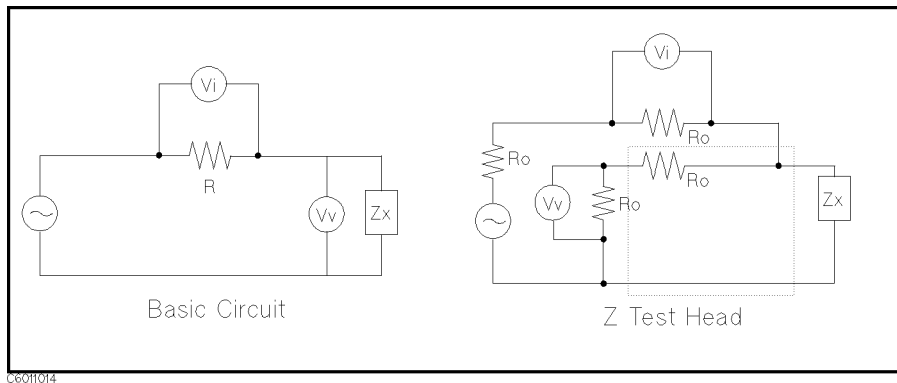 Vi
R
Vv
Zx
Basic Circuit
Vi
Ro
Ro
Ro
Vv
Ro
Zx
Z Test Head
C6011014